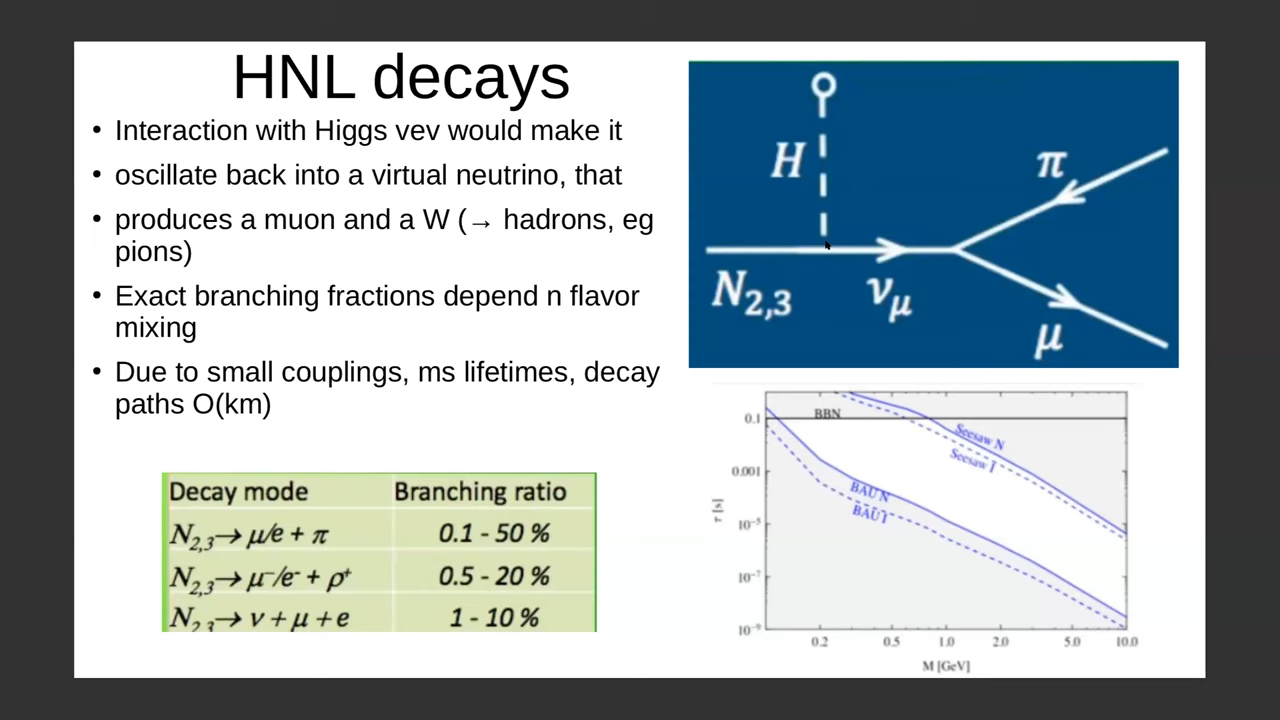 HNL decays
• Interaction with Higgs vev would make it
• oscillate back into a virtual neutrino, that
• produces a muon and a W (→ hadrons, eg
pions)
• Exact branching fractions depend n flavor
mixing
• Due to small couplings, ms lifetimes, decay
paths O(km)
Decay mode Branching ratio
N2,3→ μ/e + π 0.1 - 50 %
N2,3→ μ⁻/e⁻ + ρ⁺ 0.5 - 20 %
N2,3→ ν + μ + e 1 - 10 %
H
π
N2,3
νμ
μ
BBN
Seesaw N
Seesaw I
BAU N
BAU I
0.1
0.001
10⁻⁵
10⁻⁷
10⁻⁹
τ [s]
0.2 0.5 1.0 2.0 5.0 10.0
M [GeV]